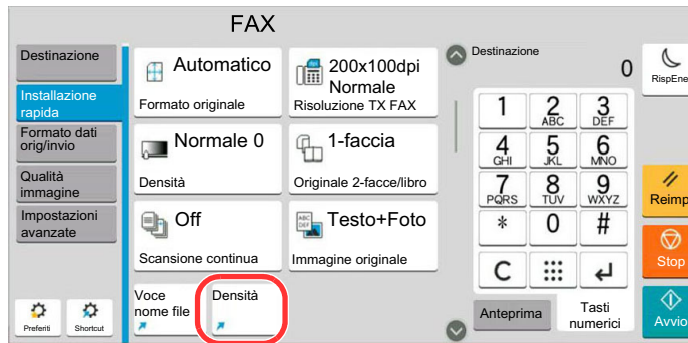 FAX
Destinazione
Installazione
rapida
Formato dati
orig/invio
Qualità
immagine
Impostazioni
avanzate
Preferiti
Shortcut
Automatico
Formato originale
200x100dpi
Normale
Risoluzione TX FAX
Normale 0
Densità
1-faccia
Originale 2-facce/libro
Off
Scansione continua
ABC
DEF
Testo+Foto
Immagine originale
Voce
nome file
Densità
Destinazione
0
1
2
ABC
3
DEF
4
GHI
5
JKL
6
MNO
7
PQRS
8
TUV
9
WXYZ
*
0
#
C
Anteprima
Tasti
numerici
RispEne
Reimp
Stop
Avvio